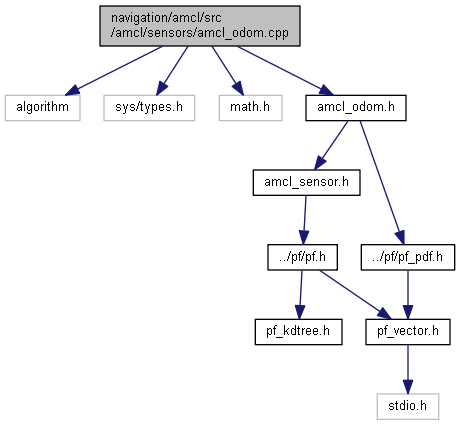 navigation/amcl/src
/amcl/sensors/amcl_odom.cpp
algorithm
sys/types.h
math.h
amcl_odom.h
amcl_sensor.h
../pf/pf.h
../pf/pf_pdf.h
pf_kdtree.h
pf_vector.h
stdio.h